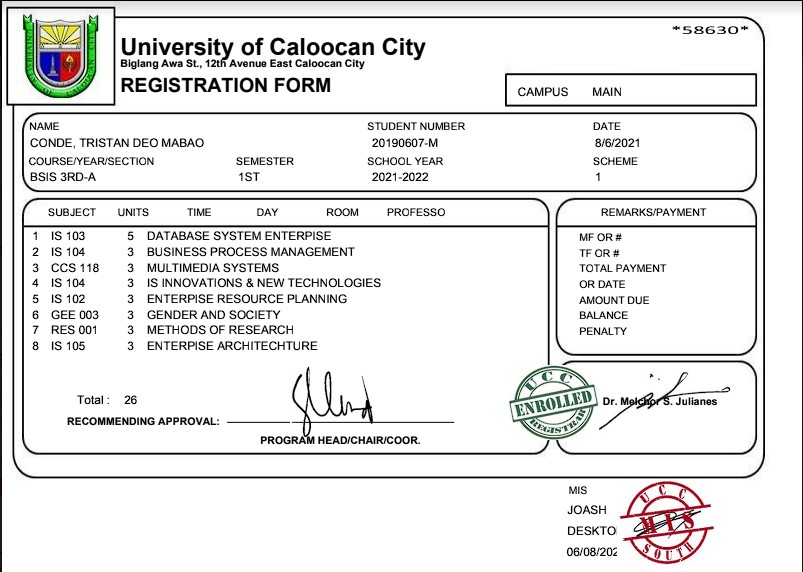 *58630*
University of Caloocan City
Biglang Awa St., 12th Avenue East Caloocan City
REGISTRATION FORM
CAMPUS MAIN
NAME STUDENT NUMBER DATE
CONDE, TRISTAN DEO MABAO 20190607-M 8/6/2021
COURSE/YEAR/SECTION SEMESTER SCHOOL YEAR SCHEME
BSIS 3RD-A 1ST 2021-2022 1
SUBJECT UNITS TIME DAY ROOM PROFESSO
1 IS 103 5 DATABASE SYSTEM ENTERPISE
2 IS 104 3 BUSINESS PROCESS MANAGEMENT
3 CCS 118 3 MULTIMEDIA SYSTEMS
4 IS 104 3 IS INNOVATIONS & NEW TECHNOLOGIES
5 IS 102 3 ENTERPISE RESOURCE PLANNING
6 GEE 003 3 GENDER AND SOCIETY
7 RES 001 3 METHODS OF RESEARCH
8 IS 105 3 ENTERPISE ARCHITECHTURE
Total : 26
RECOMMENDING APPROVAL:
PROGRAM HEAD/CHAIR/COOR.
REMARKS/PAYMENT
MF OR #
TF OR #
TOTAL PAYMENT
OR DATE
AMOUNT DUE
BALANCE
PENALTY
UCC
ENROLLED
REGISTRAR
Dr. Melchor S. Julianes
MIS
JOASH
DESKTO
06/08/202
UCC
MIS
SOUTH